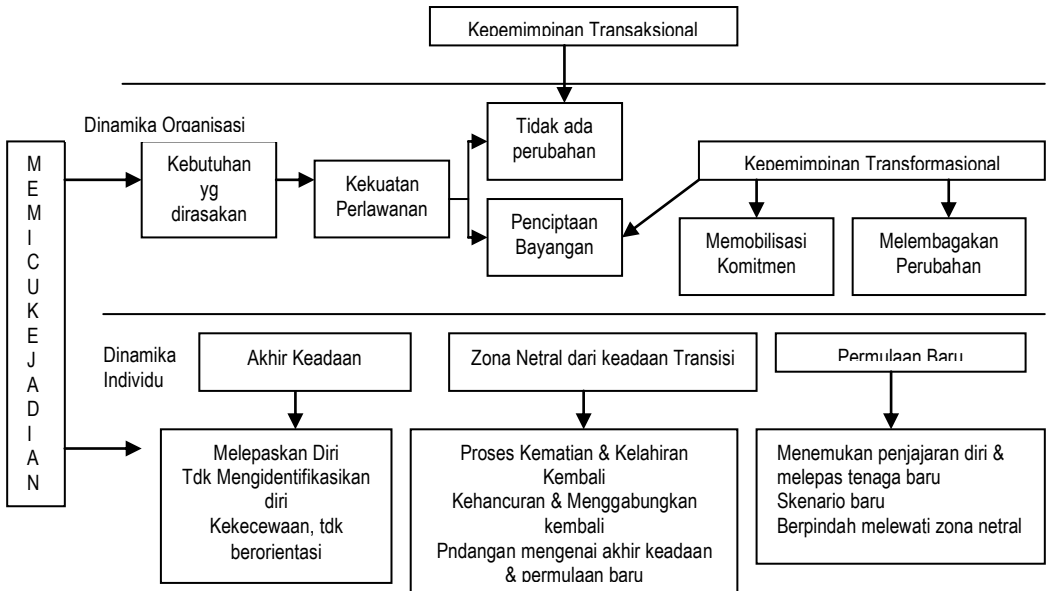 Kepemimpinan Transaksional
Dinamika Organisasi
MEMICUKEJADIAN
Kebutuhan
yg
dirasakan
Kekuatan
Perlawanan
Tidak ada
perubahan
Penciptaan
Bayangan
Kepemimpinan Transformasional
Memobilisasi
Komitmen
Melembagakan
Perubahan
Dinamika
Individu
Akhir Keadaan
Zona Netral dari keadaan Transisi
Permulaan Baru
Melepaskan Diri
Tdk Mengidentifikasikan
diri
Kekecewaan, tdk
berorientasi
Proses Kematian & Kelahiran
Kembali
Kehancuran & Menggabungkan
kembali
Pndangan mengenai akhir keadaan
& permulaan baru
Menemukan penjajaran diri &
melepas tenaga baru
Skenario baru
Berpindah melewati zona netral